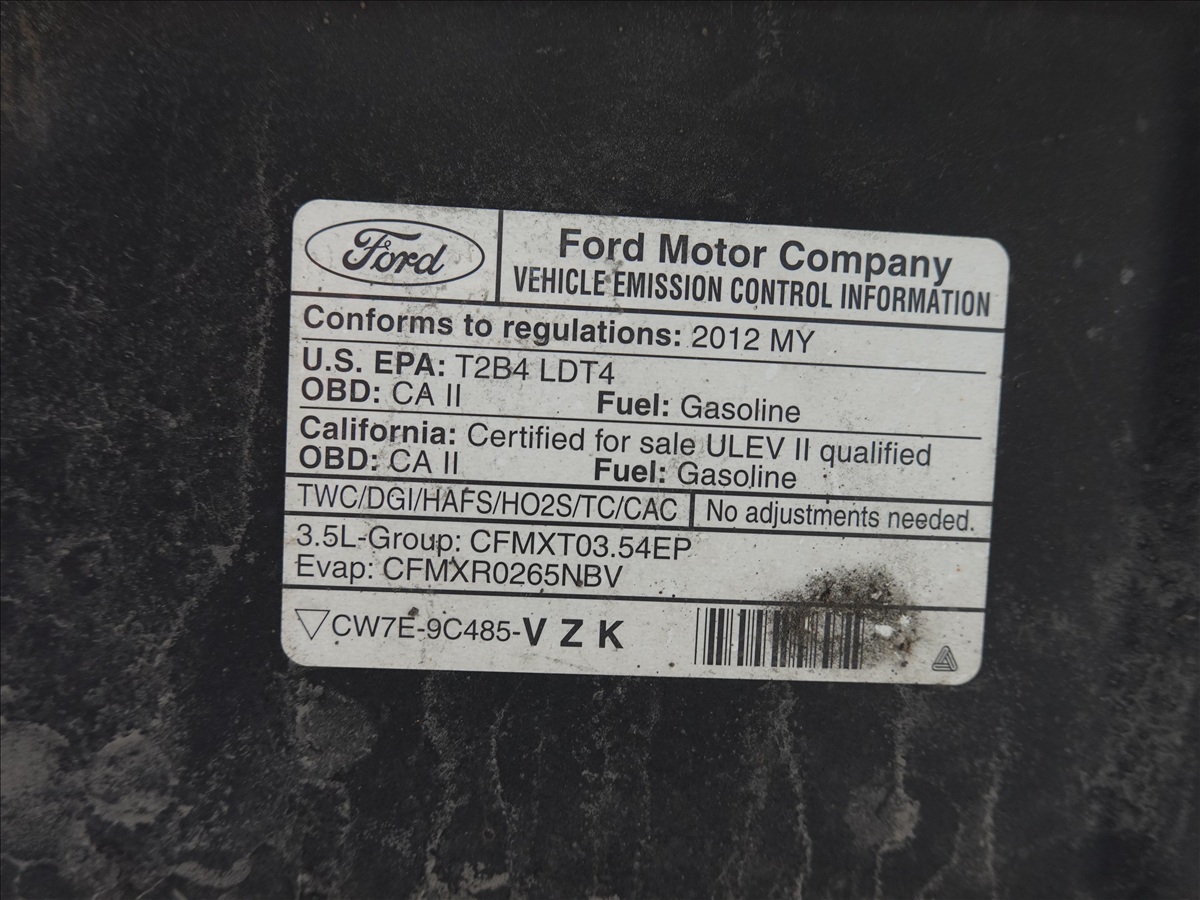 Ford
Ford Motor Company
VEHICLE EMISSION CONTROL INFORMATION
Conforms to regulations: 2012 MY
U.S. EPA: T2B4 LDT4
OBD: CA II Fuel: Gasoline
California: Certified for sale ULEV II qualified
OBD: CA II Fuel: Gasoline
TWC/DGI/HAFS/HO2S/TC/CAC No adjustments needed.
3.5L-Group: CFMXT03.54EP
Evap: CFMXR0265NBV
CW7E-9C485-V Z K